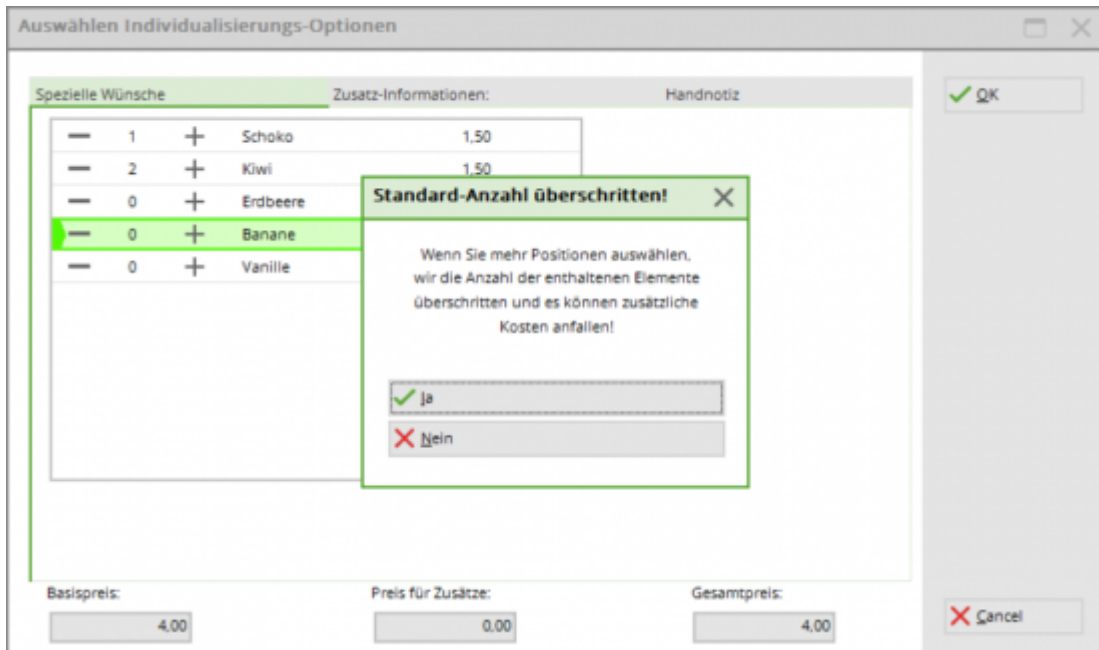 Auswählen Individualisierungs-Optionen
Spezielle Wünsche Zusatz-Informationen: Handnotiz
OK
1 Schoko 1,50
2 Kiwi 1,50
0 Erdbeere
0 Banane
0 Vanille
Standard-Anzahl überschritten!
Wenn Sie mehr Positionen auswählen,
wir die Anzahl der enthaltenen Elemente
überschritten und es können zusätzliche
Kosten anfallen!
Ja
Nein
Basispreis: Preis für Zusätze: Gesamtpreis:
4,00 0,00 4,00
Cancel